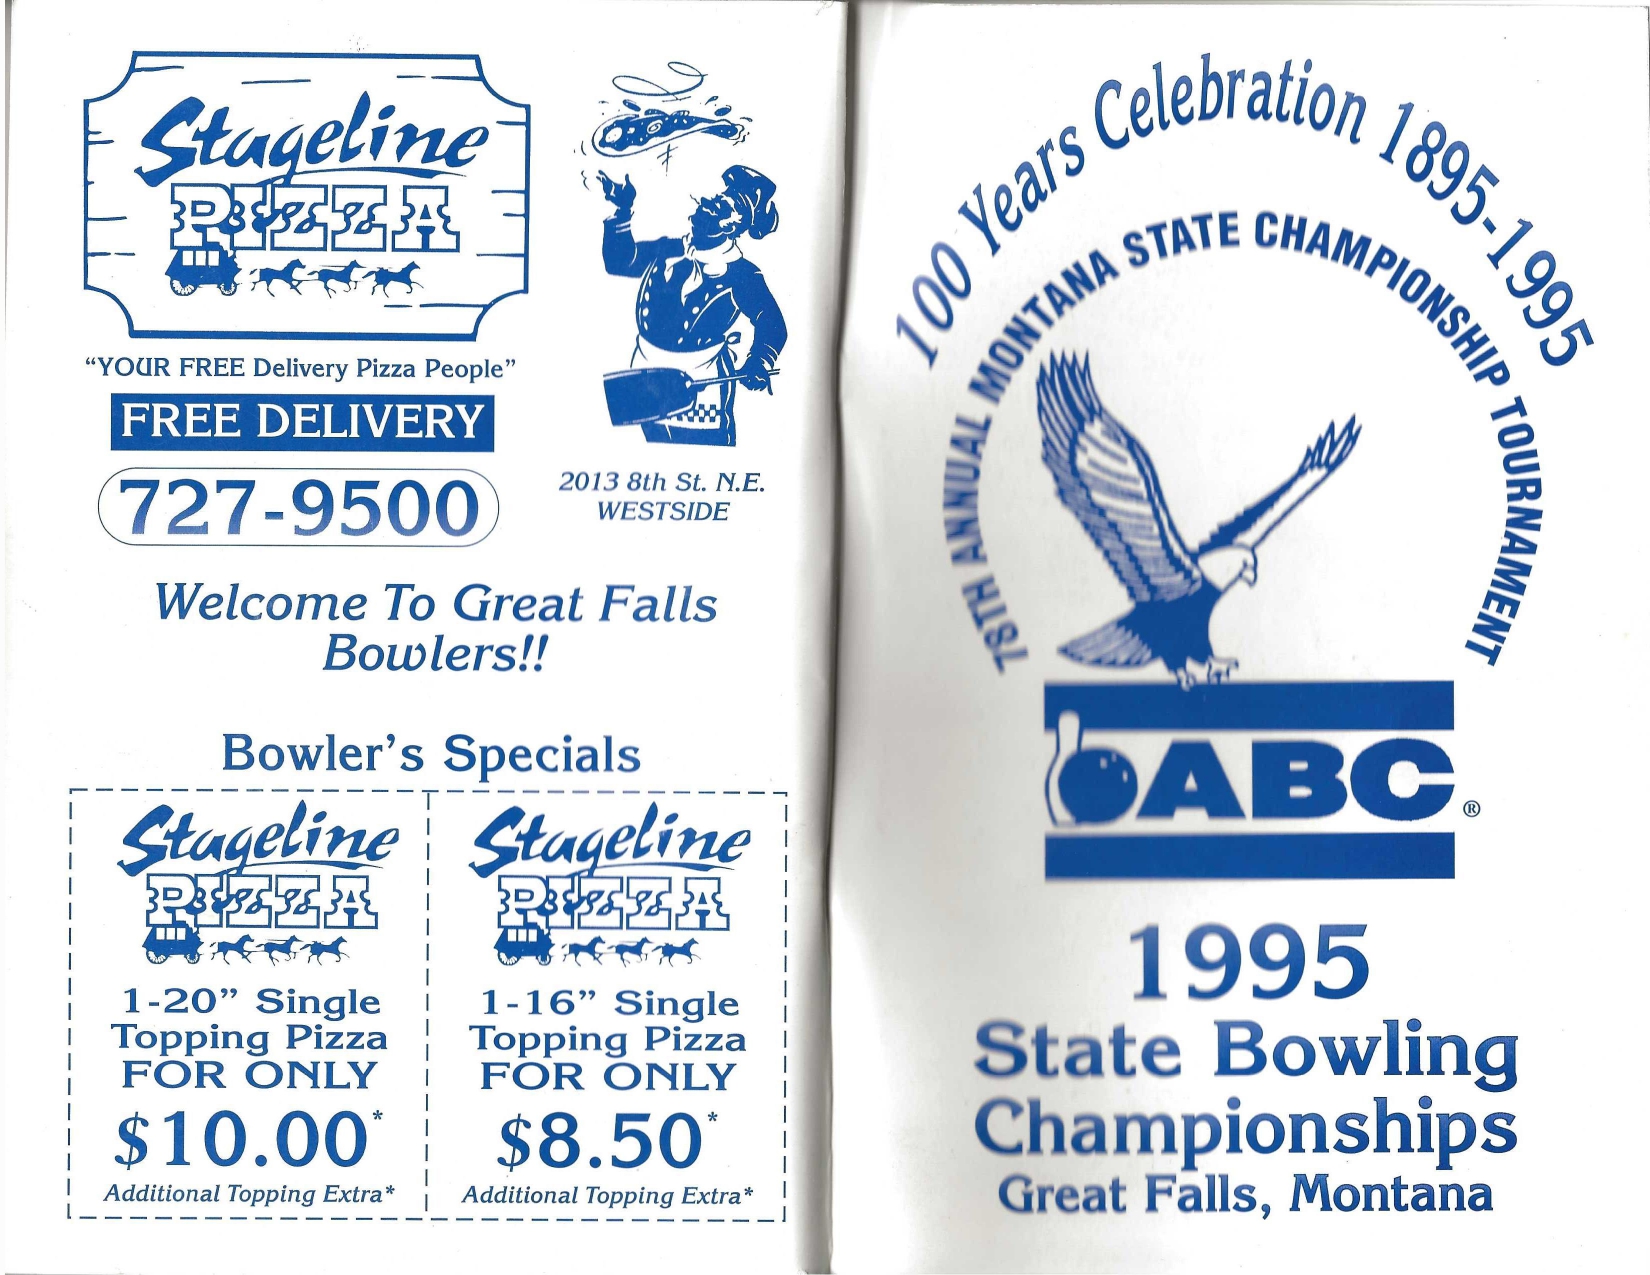 Stageline
PIZZA
“YOUR FREE Delivery Pizza People”
FREE DELIVERY
727-9500
2013 8th St. N.E.
WESTSIDE
Welcome To Great Falls
Bowlers!!
Bowler’s Specials
Stageline
PIZZA
1-20” Single
Topping Pizza
FOR ONLY
$10.00*
Additional Topping Extra*
Stageline
PIZZA
1-16” Single
Topping Pizza
FOR ONLY
$8.50*
Additional Topping Extra*
100 Years Celebration 1895-1995
78TH ANNUAL MONTANA STATE CHAMPIONSHIP TOURNAMENT
ABC®
1995
State Bowling
Championships
Great Falls, Montana